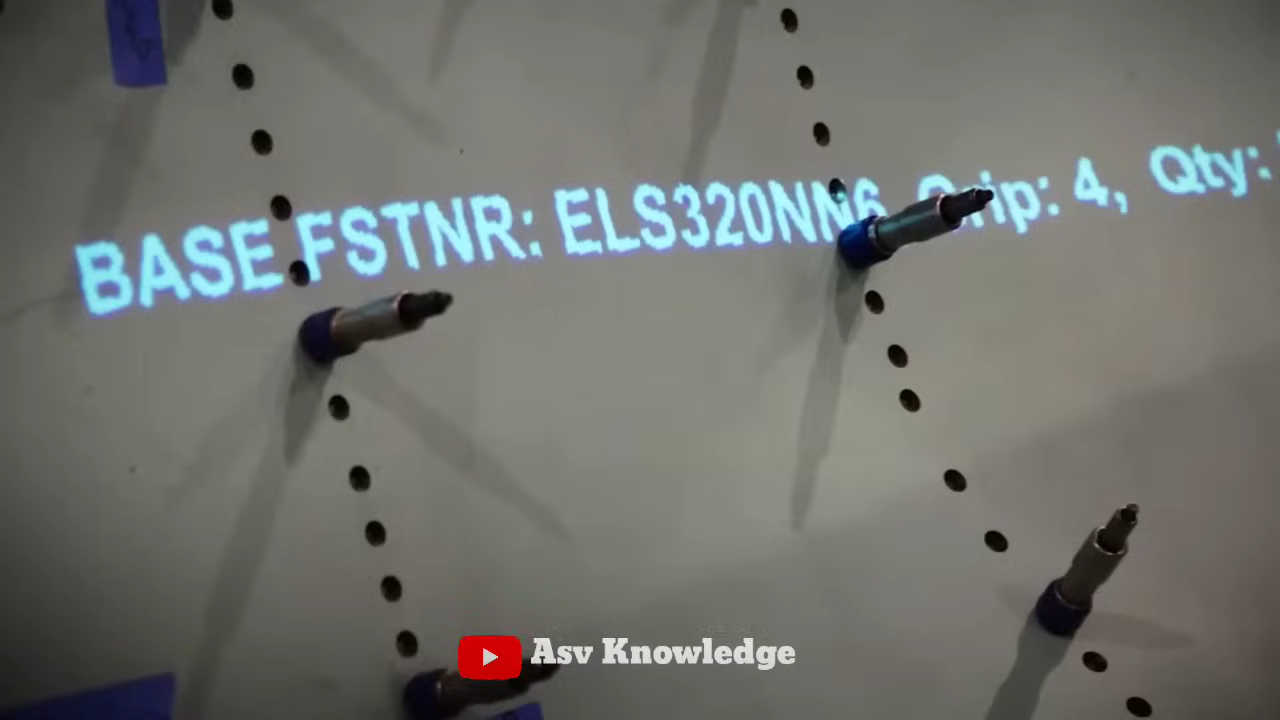 BASE FSTNR: ELS320NN6, Grip: 4, Qty:
Asv Knowledge